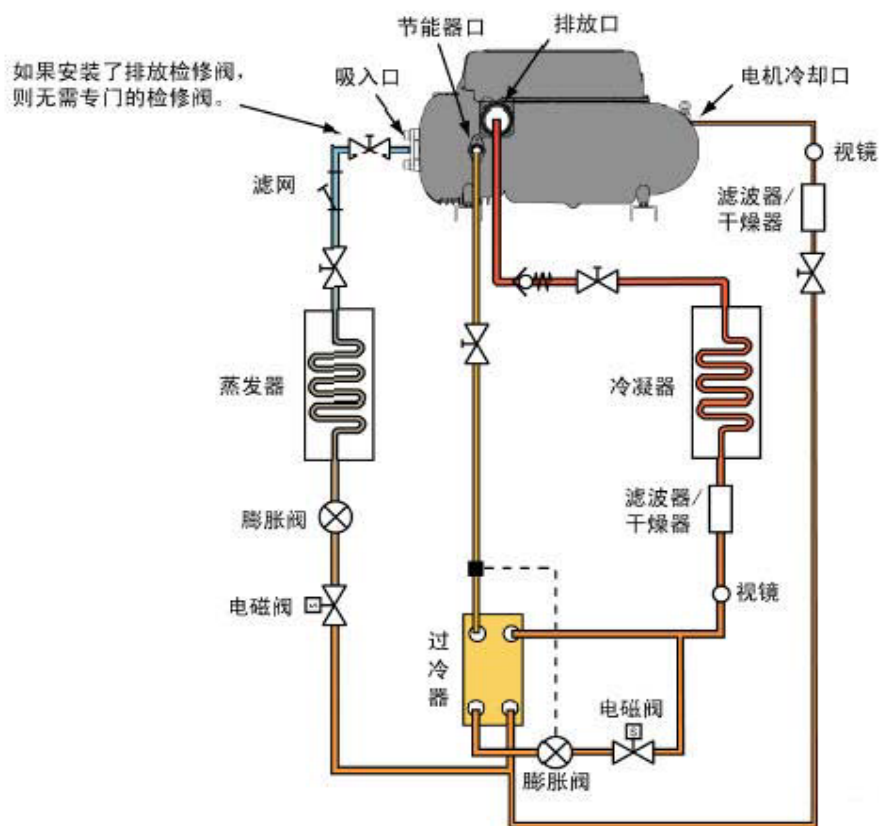 节能器口
排放口
如果安装了排放检修阀，
则无需专门的检修阀。
吸入口
电机冷却口
视镜
滤网
滤波器/
干燥器
蒸发器
冷凝器
滤波器/
干燥器
膨胀阀
视镜
电磁阀
S
过
冷
器
电磁阀
S
膨胀阀